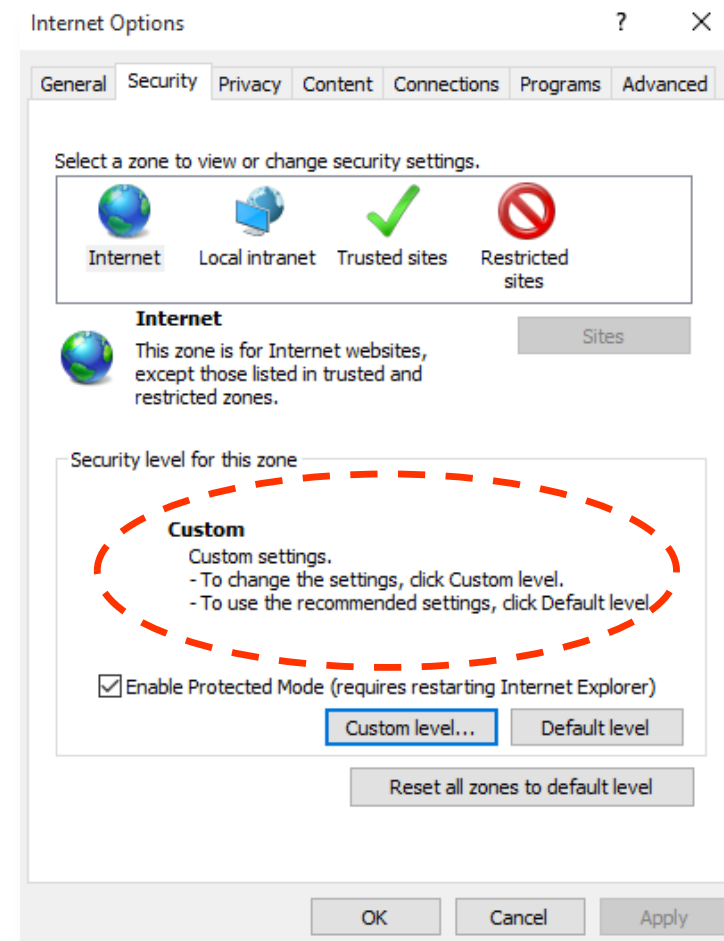 Internet Options
?
General Security Privacy Content Connections Programs Advanced
Select a zone to view or change security settings.
Internet Local intranet Trusted sites Restricted
sites
Internet
Sites
This zone is for Internet websites,
except those listed in trusted and
restricted zones.
Security level for this zone
Custom
Custom settings.
- To change the settings, click Custom level.
- To use the recommended settings, click Default level.
Enable Protected Mode (requires restarting Internet Explorer)
Custom level... Default level
Reset all zones to default level
OK Cancel Apply